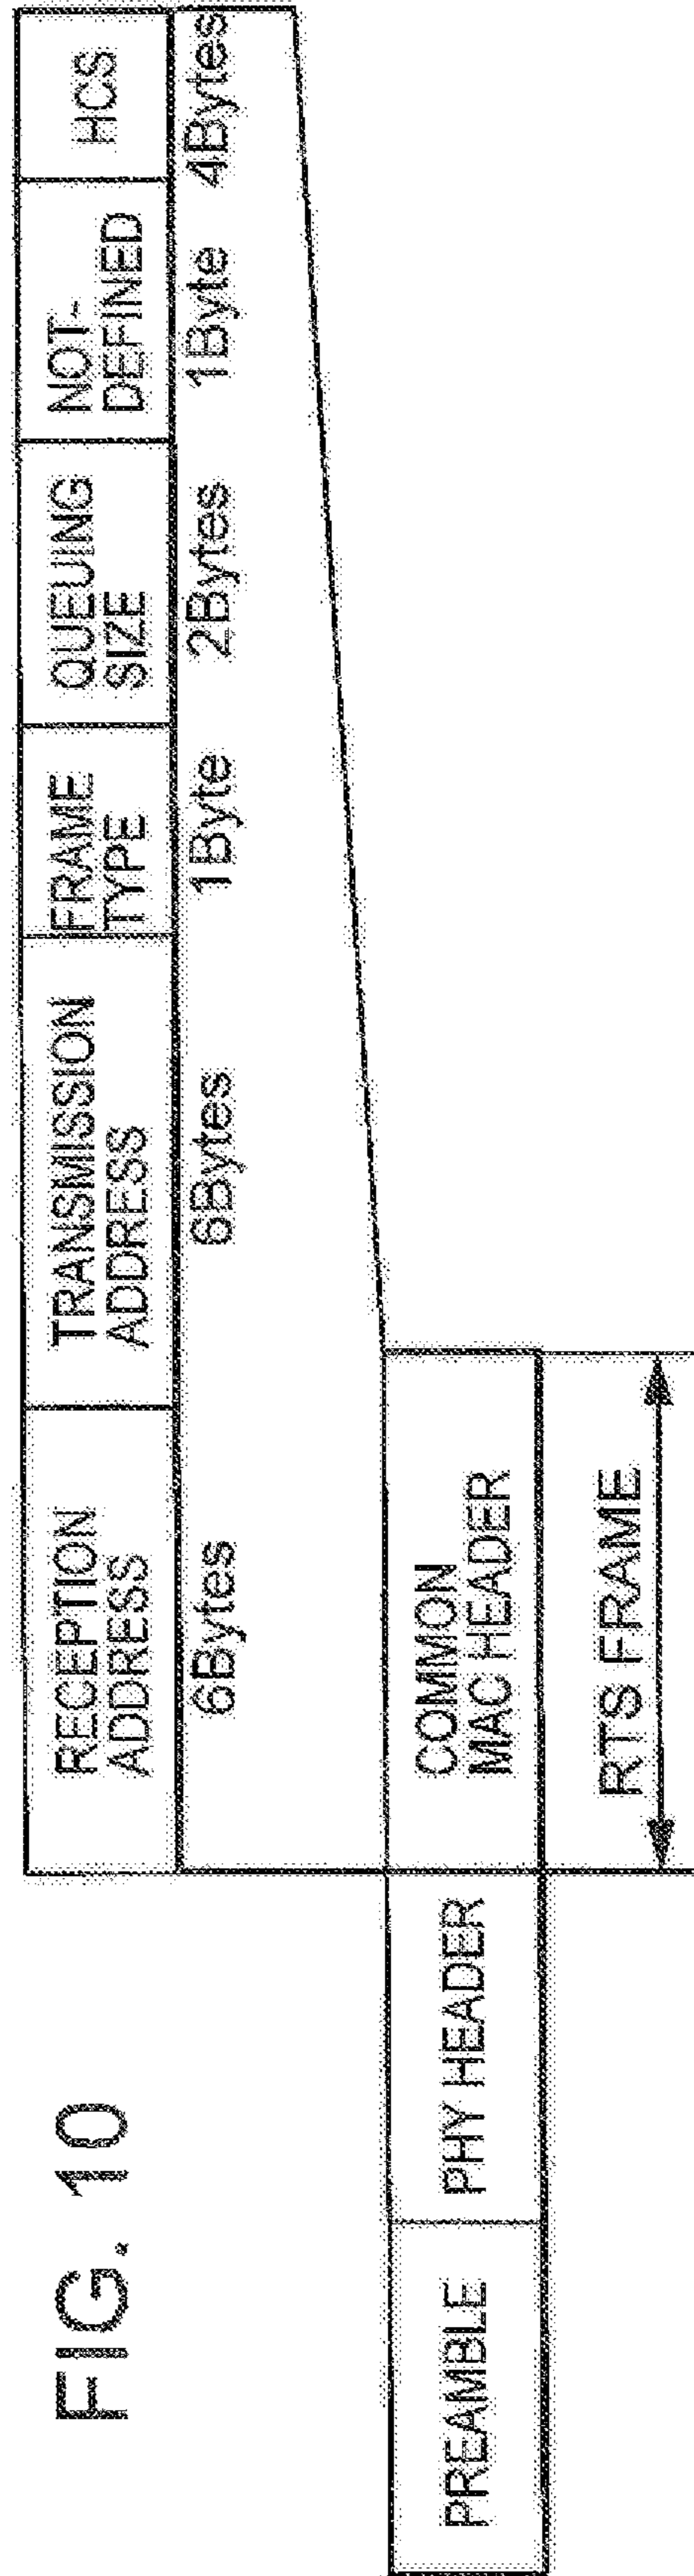 FIG. 10
RECEPTION
ADDRESS
TRANSMISSION
ADDRESS
FRAME
TYPE
QUEUING
SIZE
NOT-
DEFINED
HCS
6Bytes
6Bytes
1Byte
2Bytes
1Byte
4Bytes
PREAMBLE
PHY HEADER
COMMON
MAC HEADER
RTS FRAME